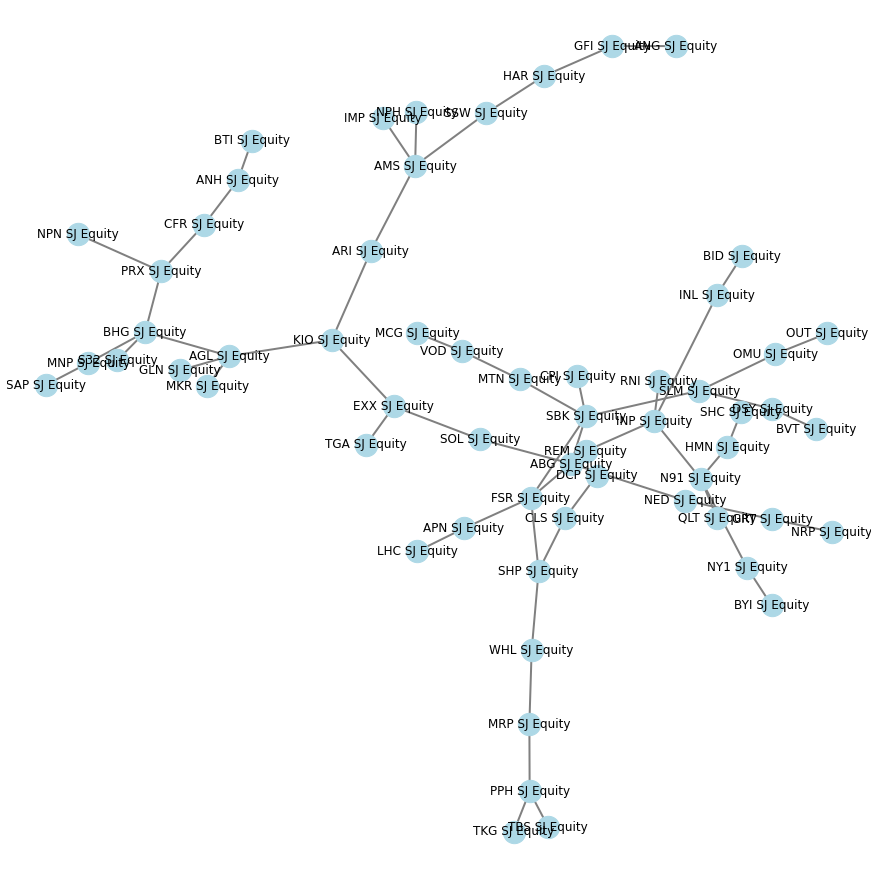 GFI SJ Equity
ANG SJ Equity
HAR SJ Equity
NPH SJ Equity
SSW SJ Equity
IMP SJ Equity
BTI SJ Equity
AMS SJ Equity
ANH SJ Equity
CFR SJ Equity
NPN SJ Equity
ARI SJ Equity
BID SJ Equity
PRX SJ Equity
INL SJ Equity
BHG SJ Equity
MCG SJ Equity
OUT SJ Equity
KIO SJ Equity
VOD SJ Equity
OMU SJ Equity
AGL SJ Equity
S32 SJ Equity
MNP SJ Equity
GLN SJ Equity
CPI SJ Equity
MTN SJ Equity
RNI SJ Equity
SAP SJ Equity
MKR SJ Equity
SLM SJ Equity
EXX SJ Equity
DSY SJ Equity
SHC SJ Equity
SBK SJ Equity
INP SJ Equity
BVT SJ Equity
SOL SJ Equity
TGA SJ Equity
HMN SJ Equity
REM SJ Equity
ABG SJ Equity
DCP SJ Equity
N91 SJ Equity
FSR SJ Equity
NED SJ Equity
CLS SJ Equity
QLT SJ Equity
GRT SJ Equity
APN SJ Equity
NRP SJ Equity
LHC SJ Equity
SHP SJ Equity
NY1 SJ Equity
BYI SJ Equity
WHL SJ Equity
MRP SJ Equity
PPH SJ Equity
TBS SJ Equity
TKG SJ Equity